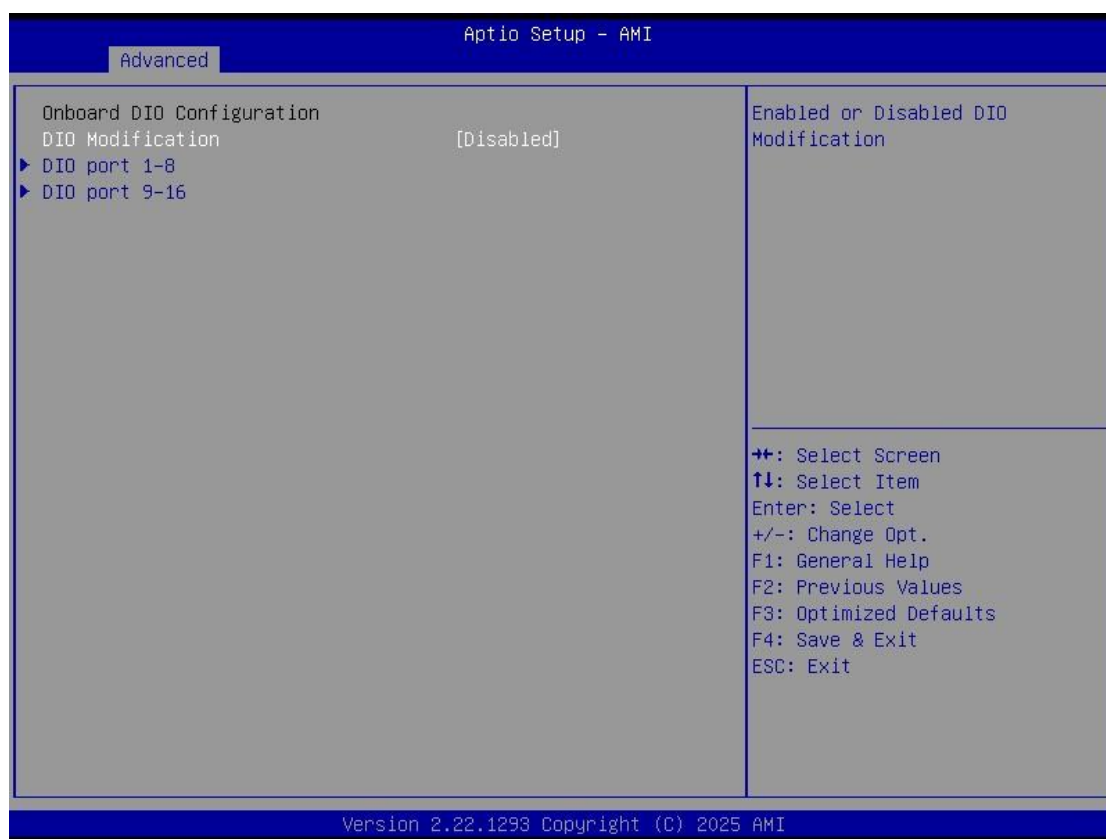 Aptio Setup – AMI
Advanced
Onboard DIO Configuration
DIO Modification [Disabled]
▶ DIO port 1-8
▶ DIO port 9-16
Enabled or Disabled DIO
Modification
→←: Select Screen
↑↓: Select Item
Enter: Select
+/-: Change Opt.
F1: General Help
F2: Previous Values
F3: Optimized Defaults
F4: Save & Exit
ESC: Exit
Version 2.22.1293 Copyright (C) 2025 AMI